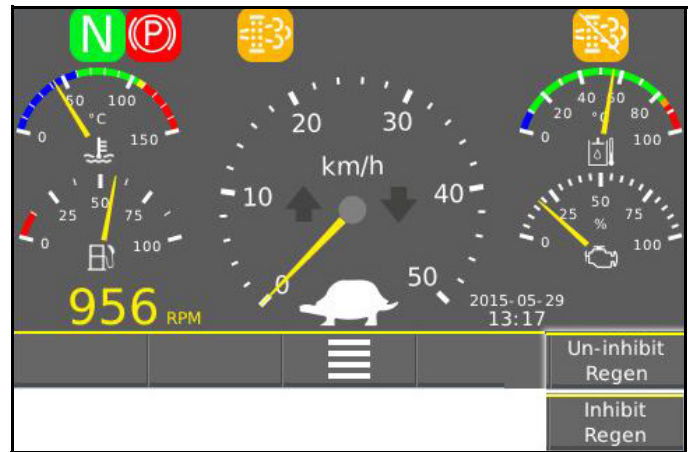 N (P)
50 100
°C
0 150
20 30
km/h
10 40
0 50
20 40 60 80
°C
0 100
25 50 75
0 100
25 50 75
%
0 100
956 RPM
2015-05-29
13:17
Un-inhibit
Regen
Inhibit
Regen